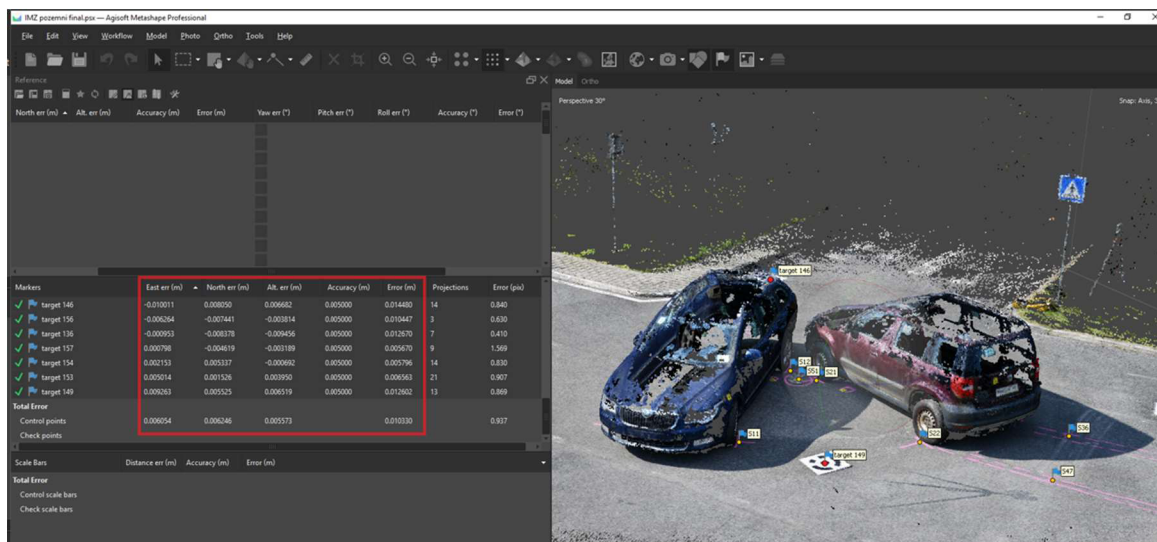 IMZ pozemni final.psx — Agisoft Metashape Professional
File Edit View Workflow Model Photo Ortho Tools Help
Reference
North err (m) Alt. err (m) Accuracy (m) Error (m) Yaw err (°) Pitch err (°) Roll err (°) Accuracy (°) Error (°)
Markers East err (m) North err (m) Alt. err (m) Accuracy (m) Error (m) Projections Error (pix)
target 146 -0.010011 0.008050 0.006682 0.005000 0.014480 14 0.840
target 156 -0.006264 -0.007441 -0.003814 0.005000 0.010447 3 0.630
target 136 -0.000953 -0.008378 -0.009456 0.005000 0.012670 7 0.410
target 157 0.000798 -0.004619 -0.003189 0.005000 0.005670 9 1.569
target 154 0.002153 0.005337 -0.000692 0.005000 0.005796 14 0.830
target 153 0.005014 0.001526 0.003950 0.005000 0.006563 21 0.907
target 149 0.009263 0.005525 0.006519 0.005000 0.012602 13 0.869
Total Error
Control points 0.006054 0.006246 0.005573 0.010330 0.937
Check points
Scale Bars Distance err (m) Accuracy (m) Error (m)
Total Error
Control scale bars
Check scale bars
Model Ortho
Perspective 30°
Snap: Axis,
target 146
S12
S51
S21
S11
S22
S36
target 149
S47